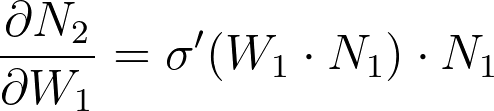 ∂N₂/∂W₁ = σ′(W₁ · N₁) · N₁